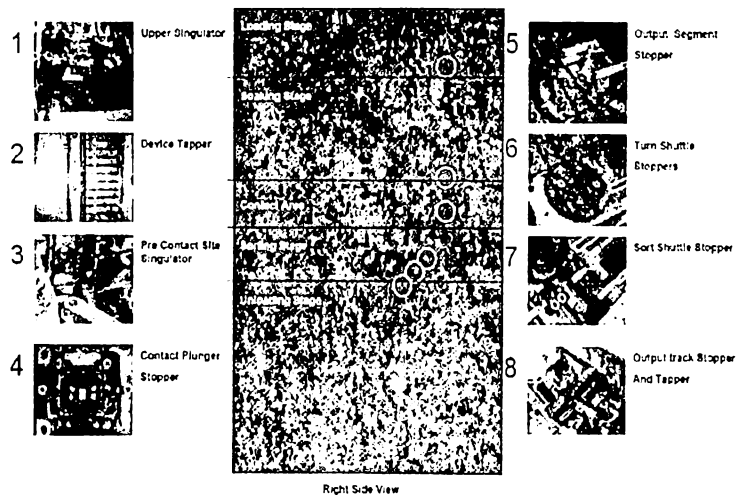 1
Upper Singulator
2
Device Tapper
3
Pre Contact Site
Singulator
4
Contact Plunger
Stopper
Loading Stage
Soaking Stage
Contact
Sorting Stage
Unloading Stage
Right Side View
5
Output Segment
Stopper
6
Turn Shuttle
Stoppers
7
Sort Shuttle Stopper
8
Output track Stopper
And Tapper